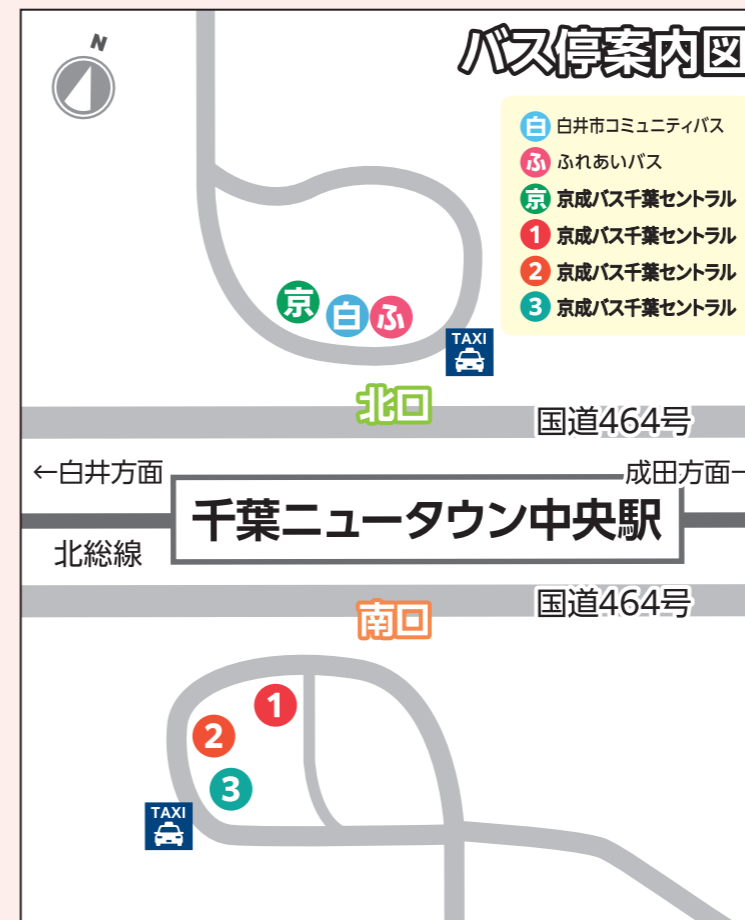 N
バス停案内図
白 白井市コミュニティバス
ふ ふれあいバス
京 京成バス千葉セントラル
1 京成バス千葉セントラル
2 京成バス千葉セントラル
3 京成バス千葉セントラル
京 白 ふ
TAXI
北口
国道464号
←白井方面
成田方面→
千葉ニュータウン中央駅
北総線
国道464号
南口
1
2
3
TAXI